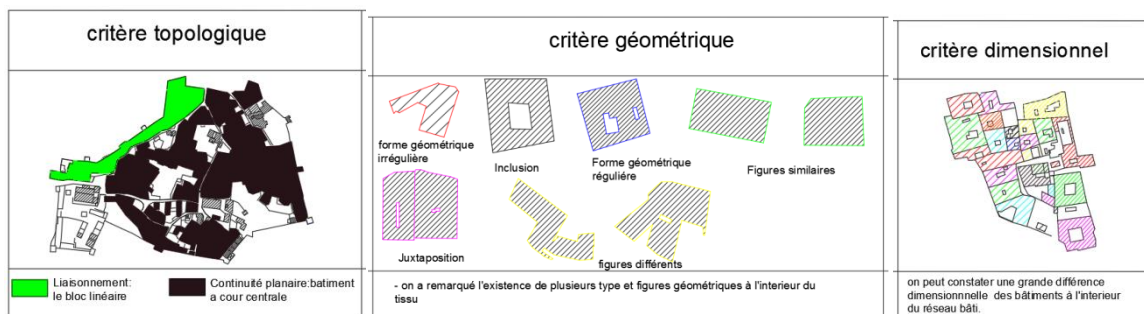 critère topologique
Liaisonnement:
le bloc linéaire
Continuité planaire:batiment
a cour centrale
critère géométrique
forme géométrique
irrégulière
Inclusion
Forme géométrique
réguliére
Figures similaires
Juxtaposition
figures différents
- on a remarqué l'existence de plusieurs type et figures géométriques à l'interieur du
tissu
critère dimensionnel
on peut constater une grande différence
dimensionnnelle des bâtiments à l'interieur
du réseau bâti.